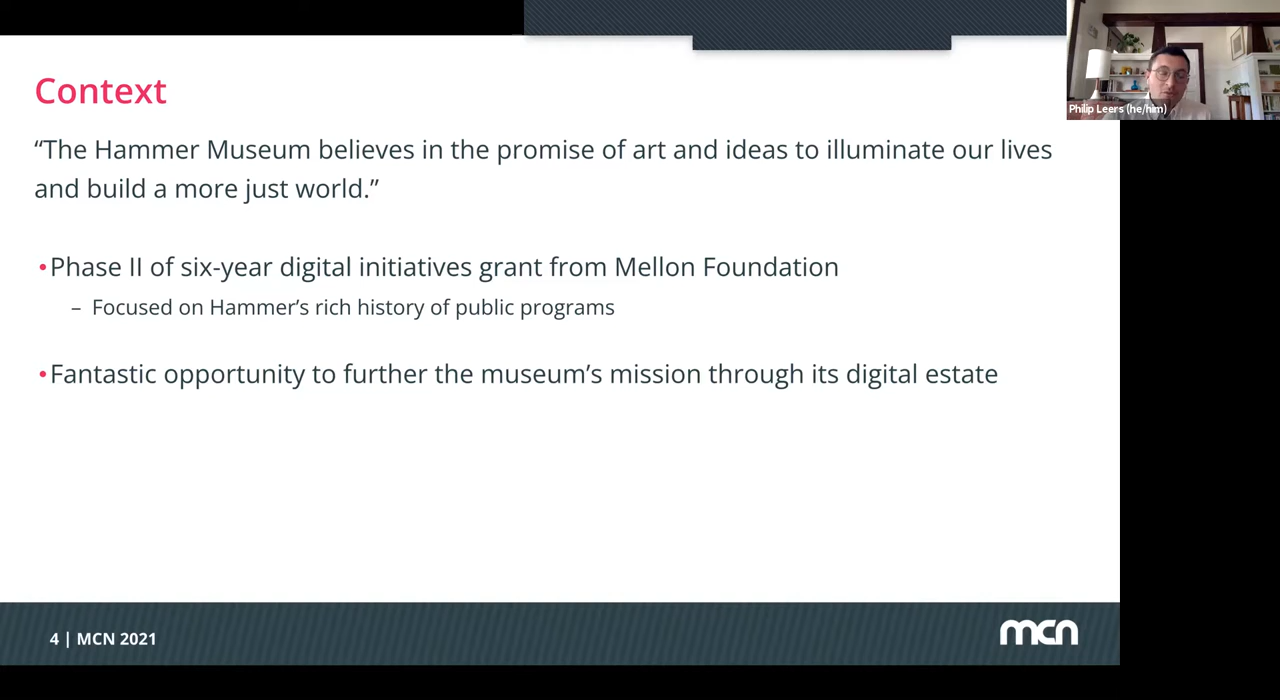 Philip Leers (he/him)
Context
“The Hammer Museum believes in the promise of art and ideas to illuminate our lives
and build a more just world.”
•Phase II of six-year digital initiatives grant from Mellon Foundation
– Focused on Hammer’s rich history of public programs
•Fantastic opportunity to further the museum’s mission through its digital estate
4 | MCN 2021
mcn